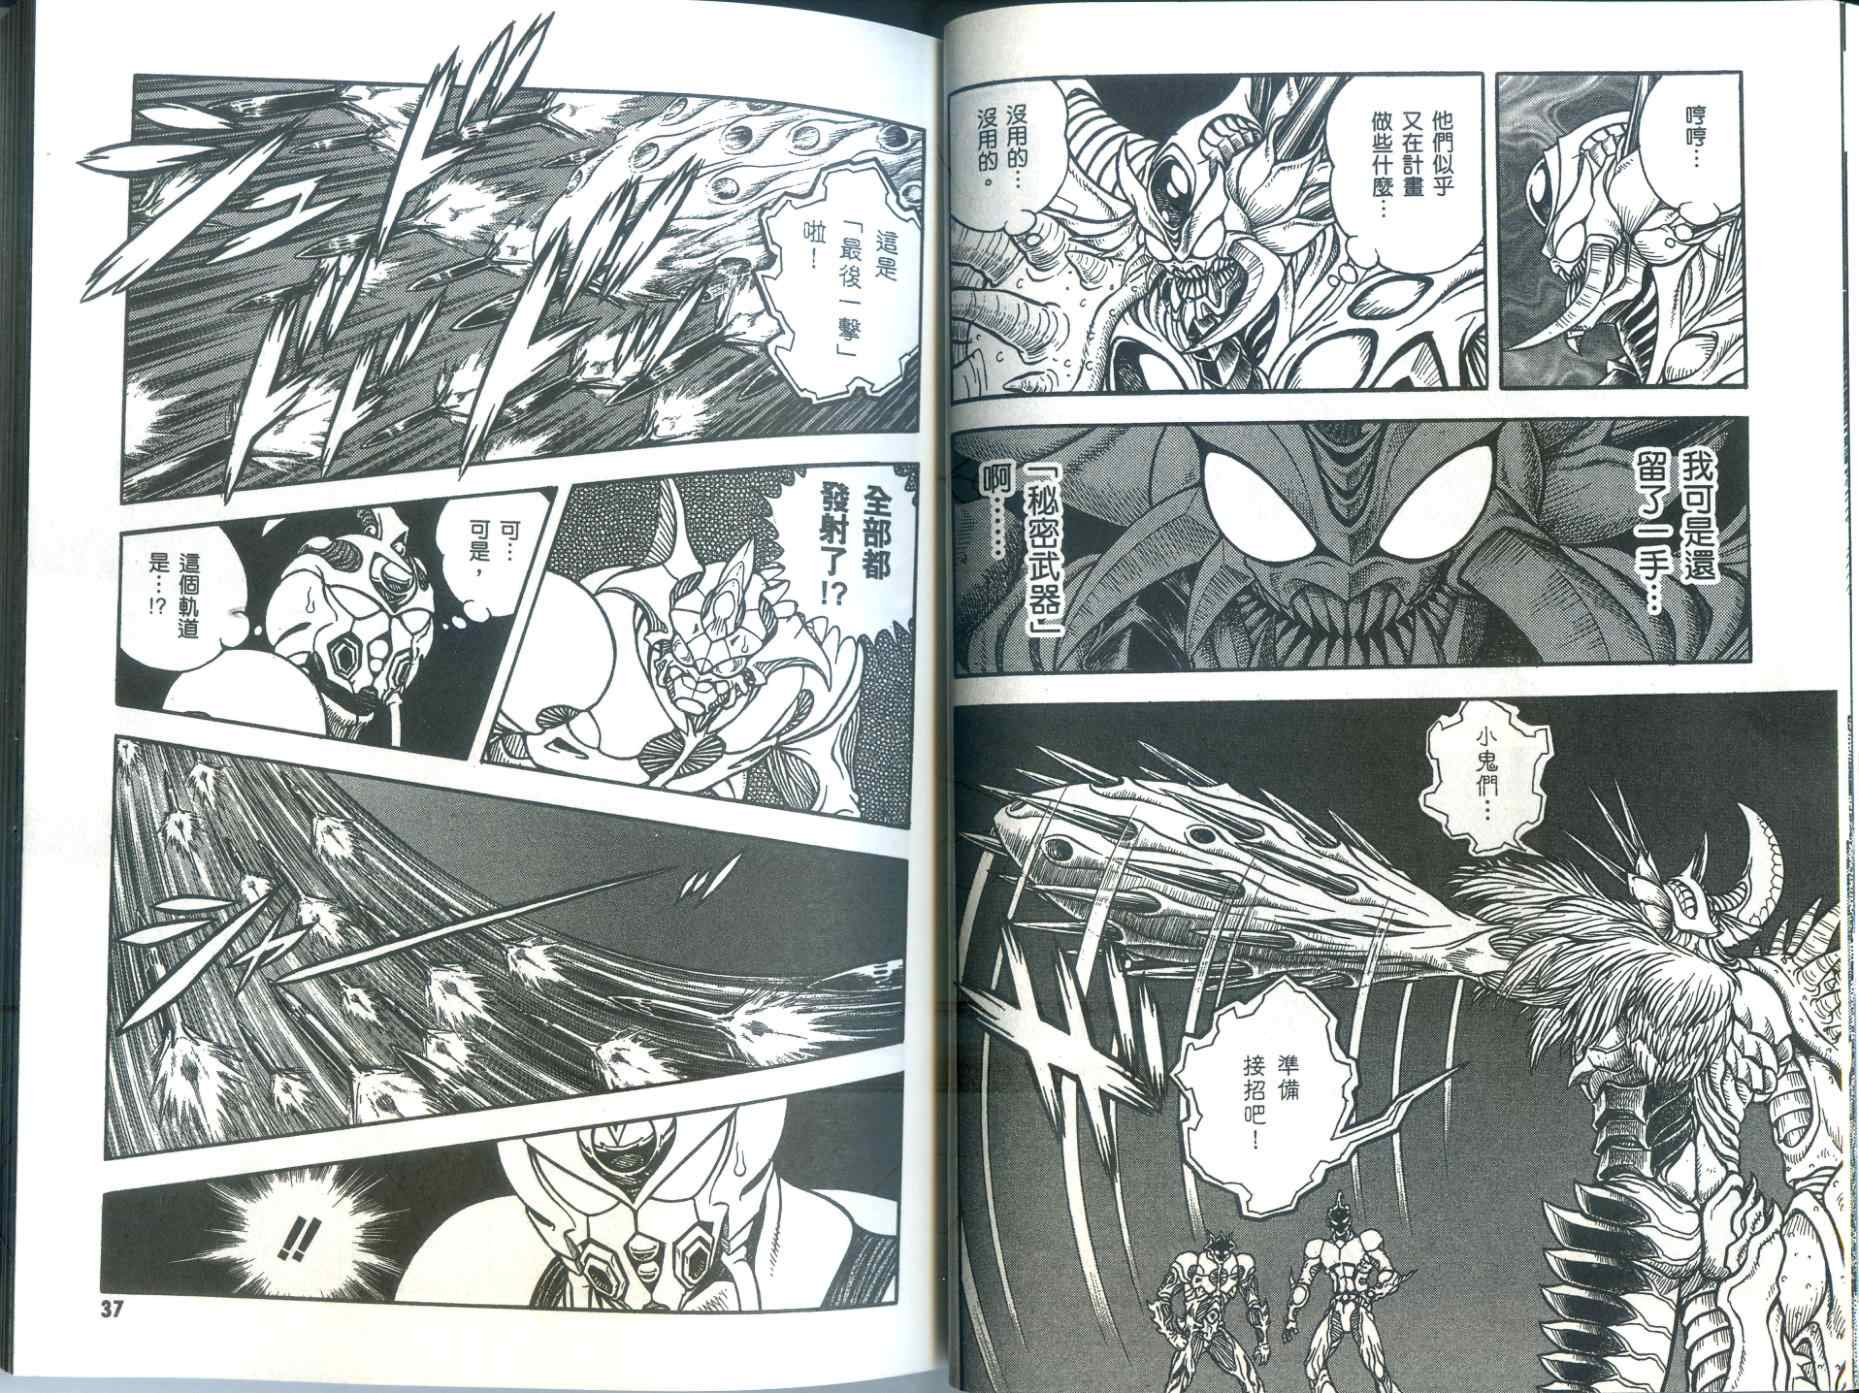 哼哼…
他們似乎
又在計畫
做些什麼…
沒用的…
沒用的。
我可是還
留了一手…
「秘密武器」
啊……
小鬼們…
準備
接招吧！
這是
「最後一擊」
啦！
全部都
發射了!?
可…
可是，
這個軌道
是…!?
!!
37